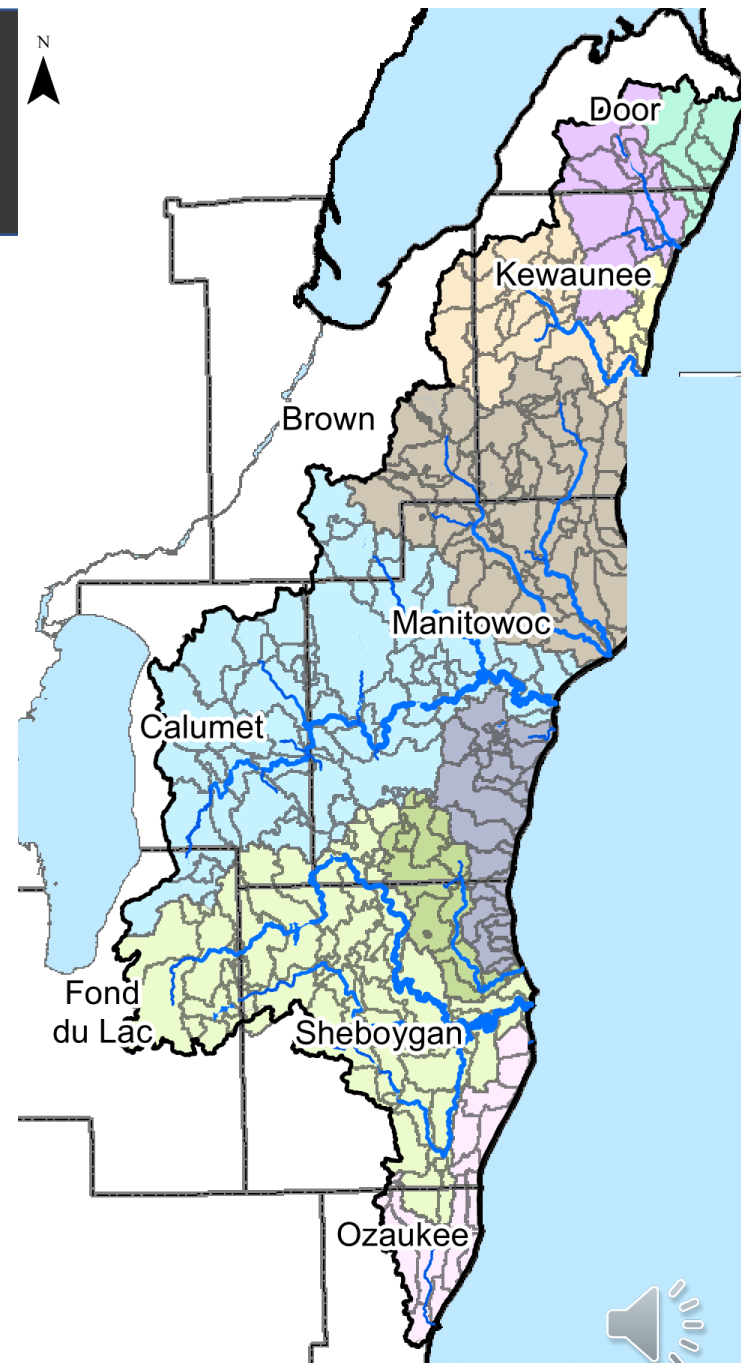 N
Door
Kewaunee
Brown
Manitowoc
Calumet
Fond
du Lac
Sheboygan
Ozaukee